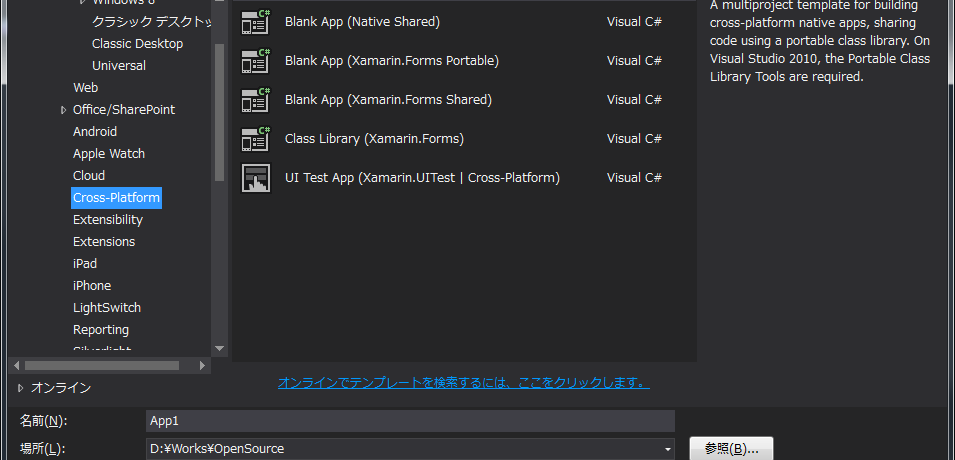 Windows 8
クラシック デスクトッ
Classic Desktop
Universal
Web
Office/SharePoint
Android
Apple Watch
Cloud
Cross-Platform
Extensibility
Extensions
iPad
iPhone
LightSwitch
Reporting
Silverlight
オンライン
Blank App (Native Shared) Visual C#
Blank App (Xamarin.Forms Portable) Visual C#
Blank App (Xamarin.Forms Shared) Visual C#
Class Library (Xamarin.Forms) Visual C#
UI Test App (Xamarin.UITest | Cross-Platform) Visual C#
オンラインでテンプレートを検索するには、ここをクリックします。
A multiproject template for building
cross-platform native apps, sharing
code using a portable class library. On
Visual Studio 2010, the Portable Class
Library Tools are required.
名前(N): App1
場所(L): D:¥Works¥OpenSource 参照(B)...